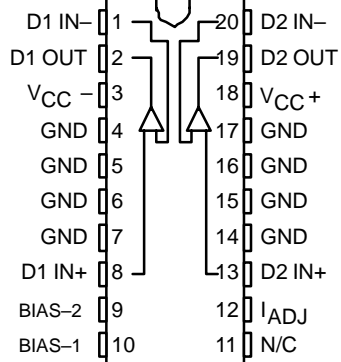 D1 IN– 1 20 D2 IN–
D1 OUT 2 19 D2 OUT
VCC – 3 18 VCC+
GND 4 17 GND
GND 5 16 GND
GND 6 15 GND
GND 7 14 GND
D1 IN+ 8 13 D2 IN+
BIAS–2 9 12 IADJ
BIAS–1 10 11 N/C